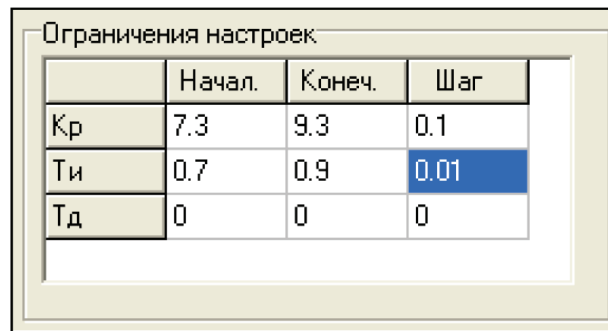 Ограничения настроек
Начал. Конеч. Шаг
Кр 7.3 9.3 0.1
Ти 0.7 0.9 0.01
Тд 0 0 0